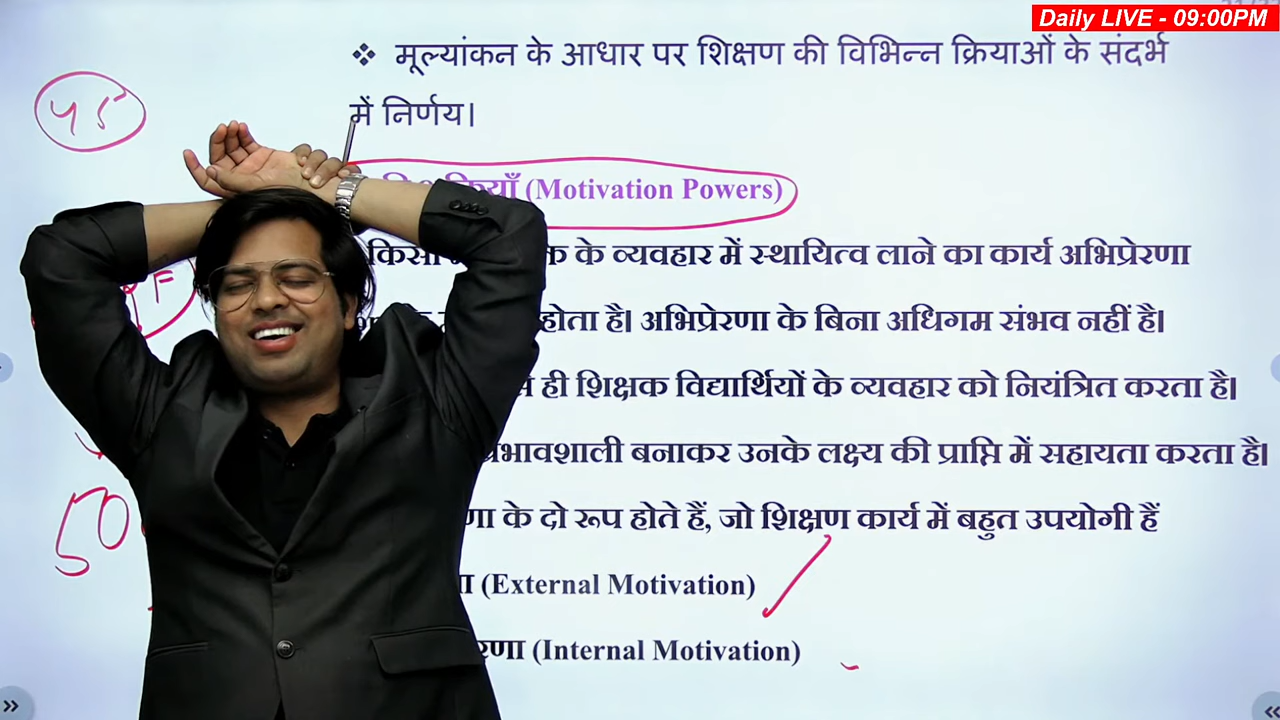 Daily LIVE - 09:00PM
❖ मूल्यांकन के आधार पर शिक्षण की विभिन्न क्रियाओं के संदर्भ
में निर्णय।
(Motivation Powers)
के व्यवहार में स्थायित्व लाने का कार्य अभिप्रेरणा
होता है। अभिप्रेरणा के बिना अधिगम संभव नहीं है।
ही शिक्षक विद्यार्थियों के व्यवहार को नियंत्रित करता है।
प्रभावशाली बनाकर उनके लक्ष्य की प्राप्ति में सहायता करता है।
के दो रूप होते हैं, जो शिक्षण कार्य में बहुत उपयोगी हैं
(External Motivation)
(Internal Motivation)
50